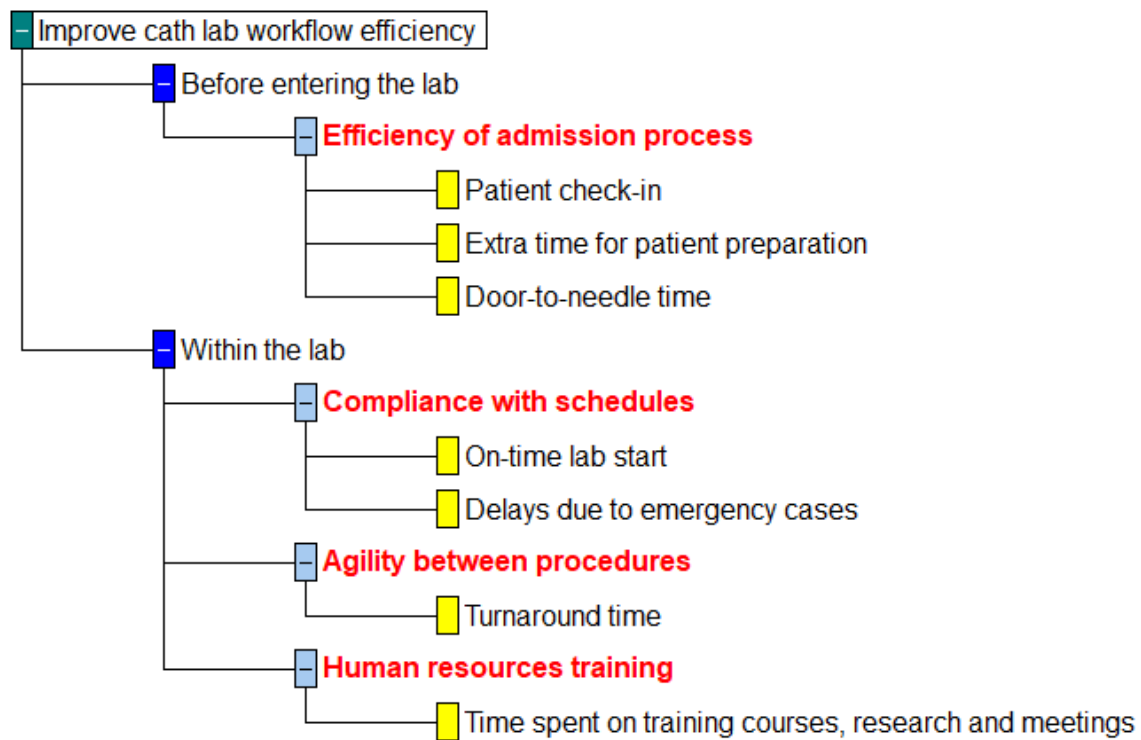 Improve cath lab workflow efficiency
Before entering the lab
Efficiency of admission process
Patient check-in
Extra time for patient preparation
Door-to-needle time
Within the lab
Compliance with schedules
On-time lab start
Delays due to emergency cases
Agility between procedures
Turnaround time
Human resources training
Time spent on training courses, research and meetings